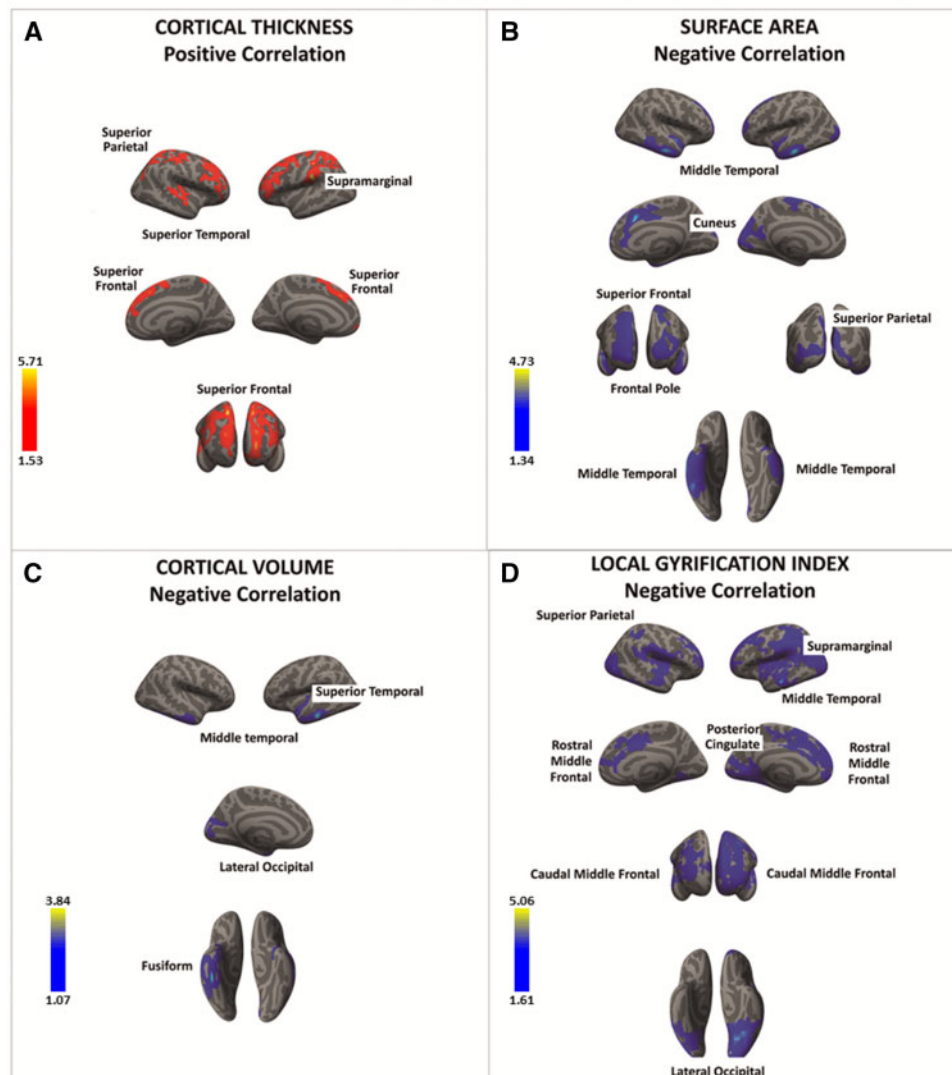 A
CORTICAL THICKNESS
Positive Correlation
Superior
Parietal
Supramarginal
Superior Temporal
Superior
Frontal
Superior
Frontal
5.71
Superior Frontal
1.53
B
SURFACE AREA
Negative Correlation
Middle Temporal
Cuneus
Superior Frontal
Superior Parietal
4.73
Frontal Pole
1.34
Middle Temporal
Middle Temporal
C
CORTICAL VOLUME
Negative Correlation
Superior Temporal
Middle temporal
Lateral Occipital
3.84
Fusiform
1.07
D
LOCAL GYRIFICATION INDEX
Negative Correlation
Superior Parietal
Supramarginal
Middle Temporal
Rostral
Middle
Frontal
Posterior
Cingulate
Rostral
Middle
Frontal
Caudal Middle Frontal
Caudal Middle Frontal
5.06
1.61
Lateral Occipital